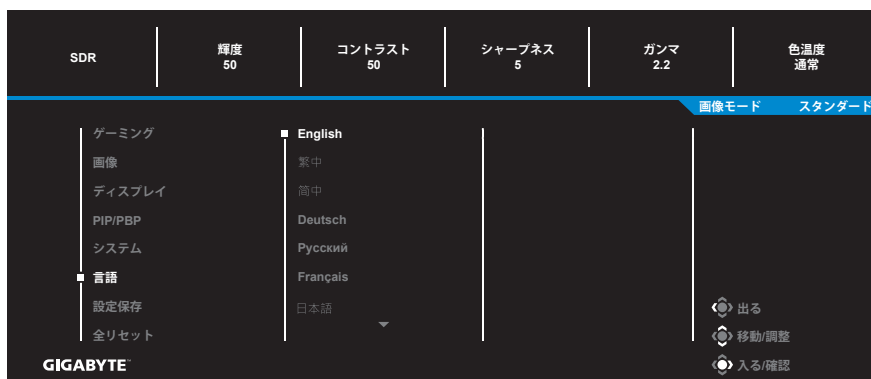 SDR
輝度
50
コントラスト
50
シャープネス
5
ガンマ
2.2
色温度
通常
画像モード スタンダード
ゲーミング
画像
ディスプレイ
PIP/PBP
システム
言語
設定保存
全リセット
English
繁中
简中
Deutsch
Русский
Français
日本語
出る
移動/調整
入る/確認
GIGABYTE™